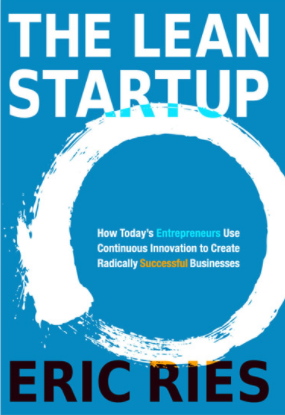 THE LEAN
STARTUP
How Today's Entrepreneurs Use
Continuous Innovation to Create
Radically Successful Businesses
ERIC RIES